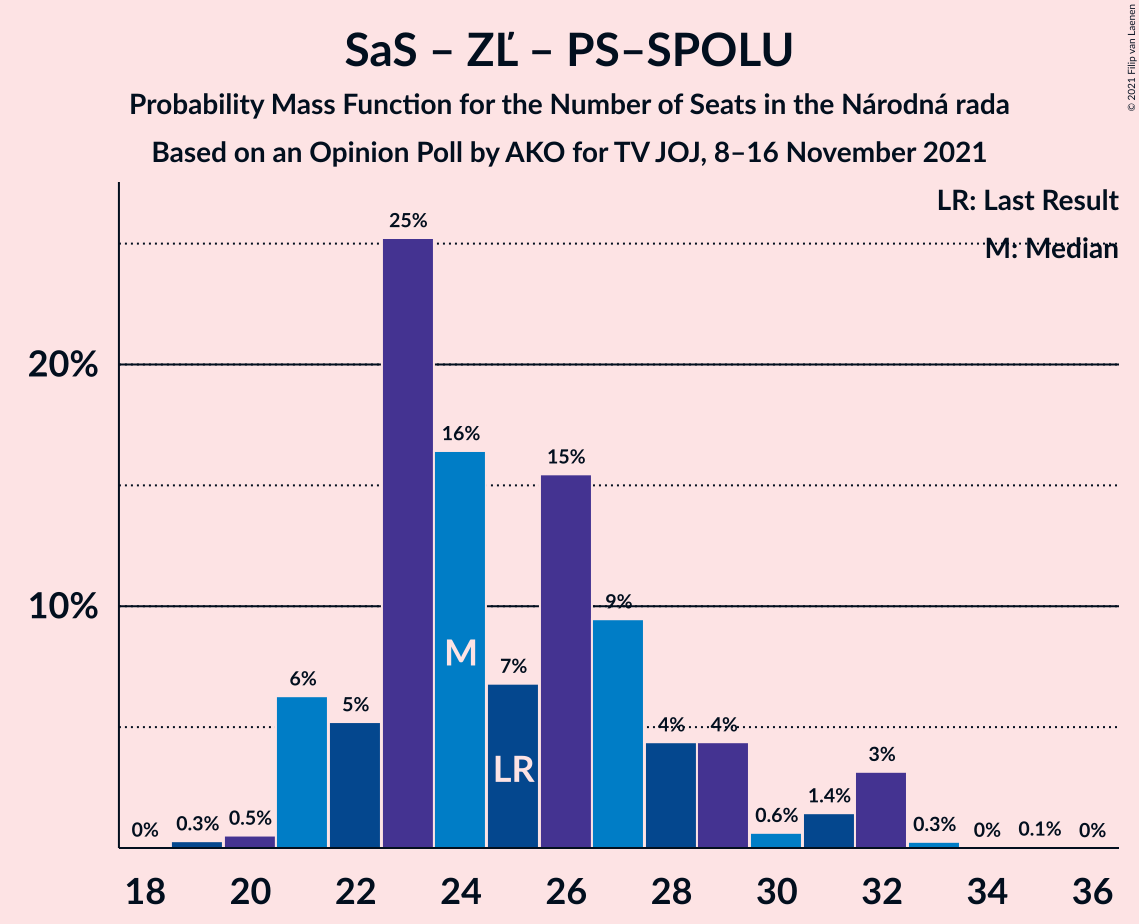 SaS – ZĽ – PS–SPOLU
Probability Mass Function for the Number of Seats in the Národná rada
Based on an Opinion Poll by AKO for TV JOJ, 8–16 November 2021
© 2021 Filip van Laenen
LR: Last Result
M: Median
20%
10%
0%
0.3%
0.5%
6%
5%
25%
16%
7%
15%
9%
4%
4%
0.6%
1.4%
3%
0.3%
0%
0.1%
0%
M
LR
18 20 22 24 26 28 30 32 34 36